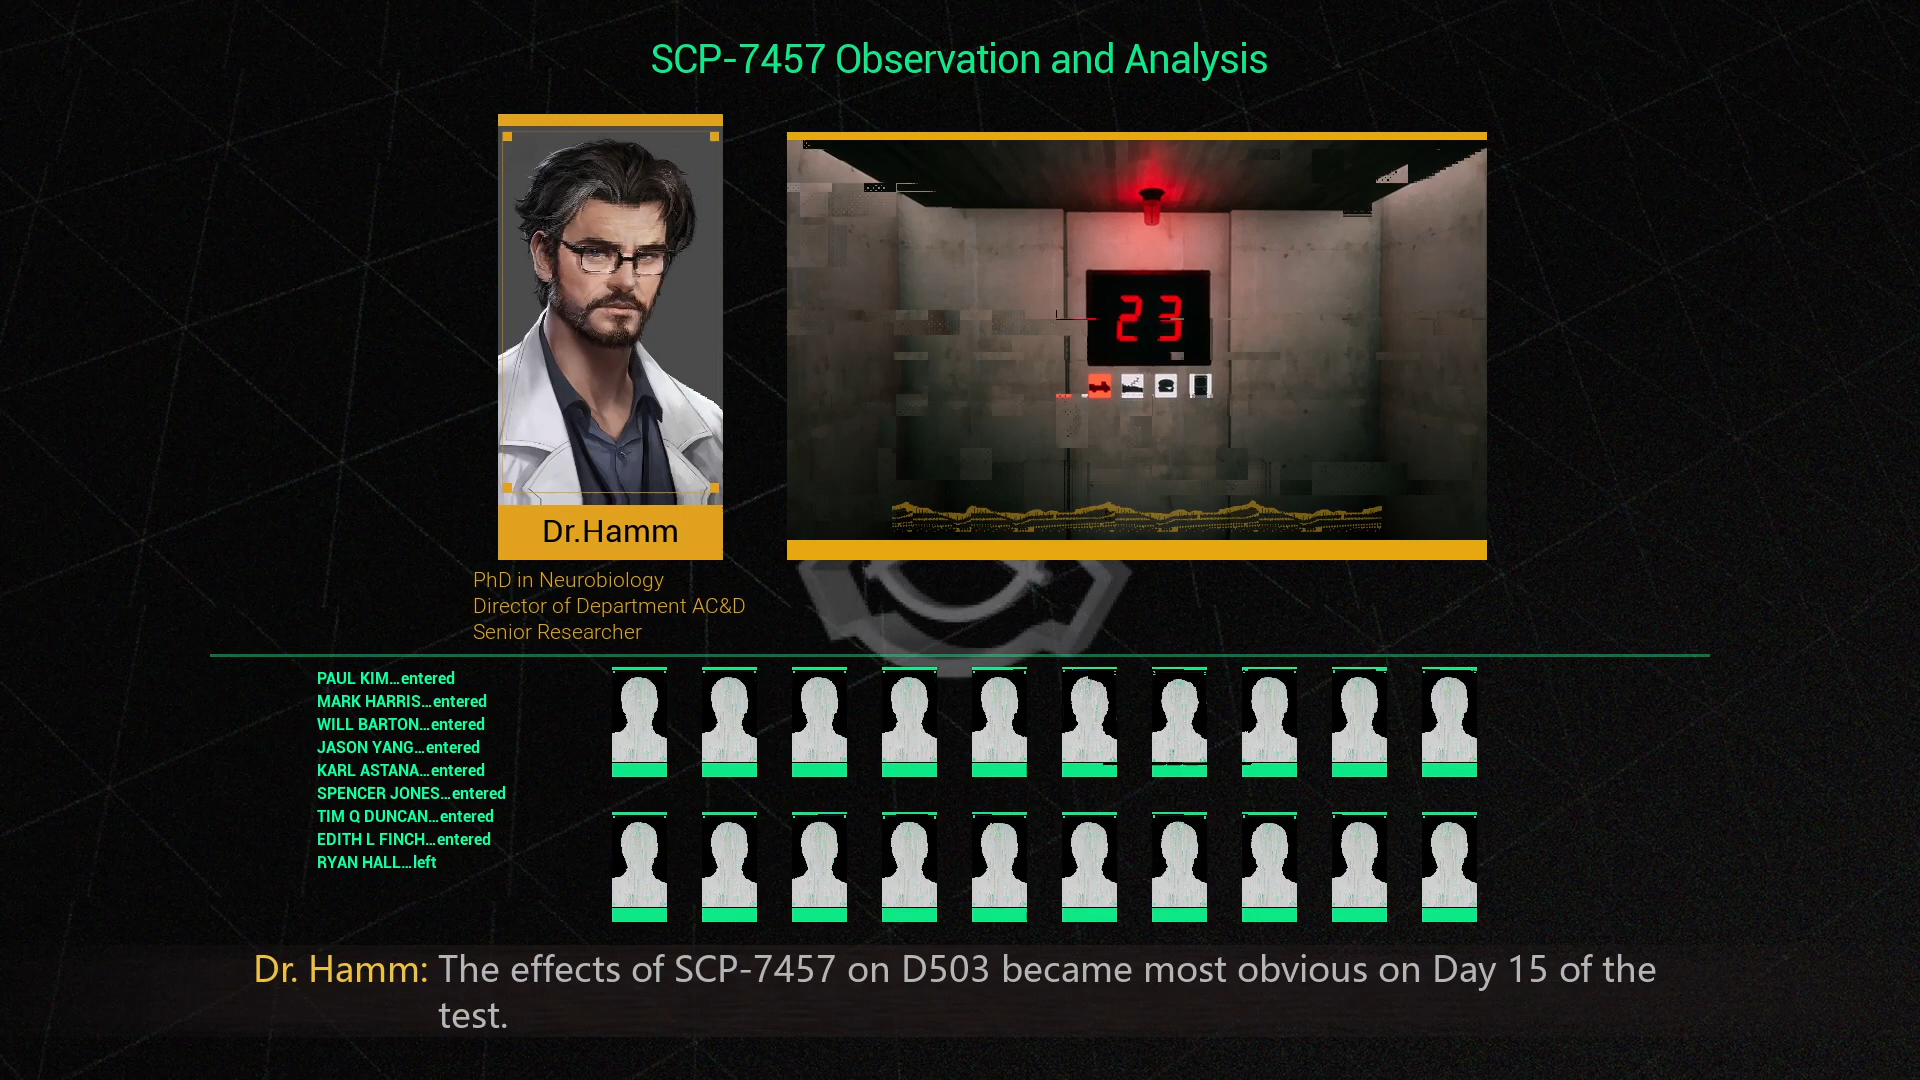 SCP-7457 Observation and Analysis
23
Dr.Hamm
PhD in Neurobiology
Director of Department AC&D
Senior Researcher
PAUL KIM...entered
MARK HARRIS...entered
WILL BARTON...entered
JASON YANG...entered
KARL ASTANA...entered
SPENCER JONES...entered
TIM Q DUNCAN...entered
EDITH L FINCH...entered
RYAN HALL...left
Dr. Hamm: The effects of SCP-7457 on D503 became most obvious on Day 15 of the
test.